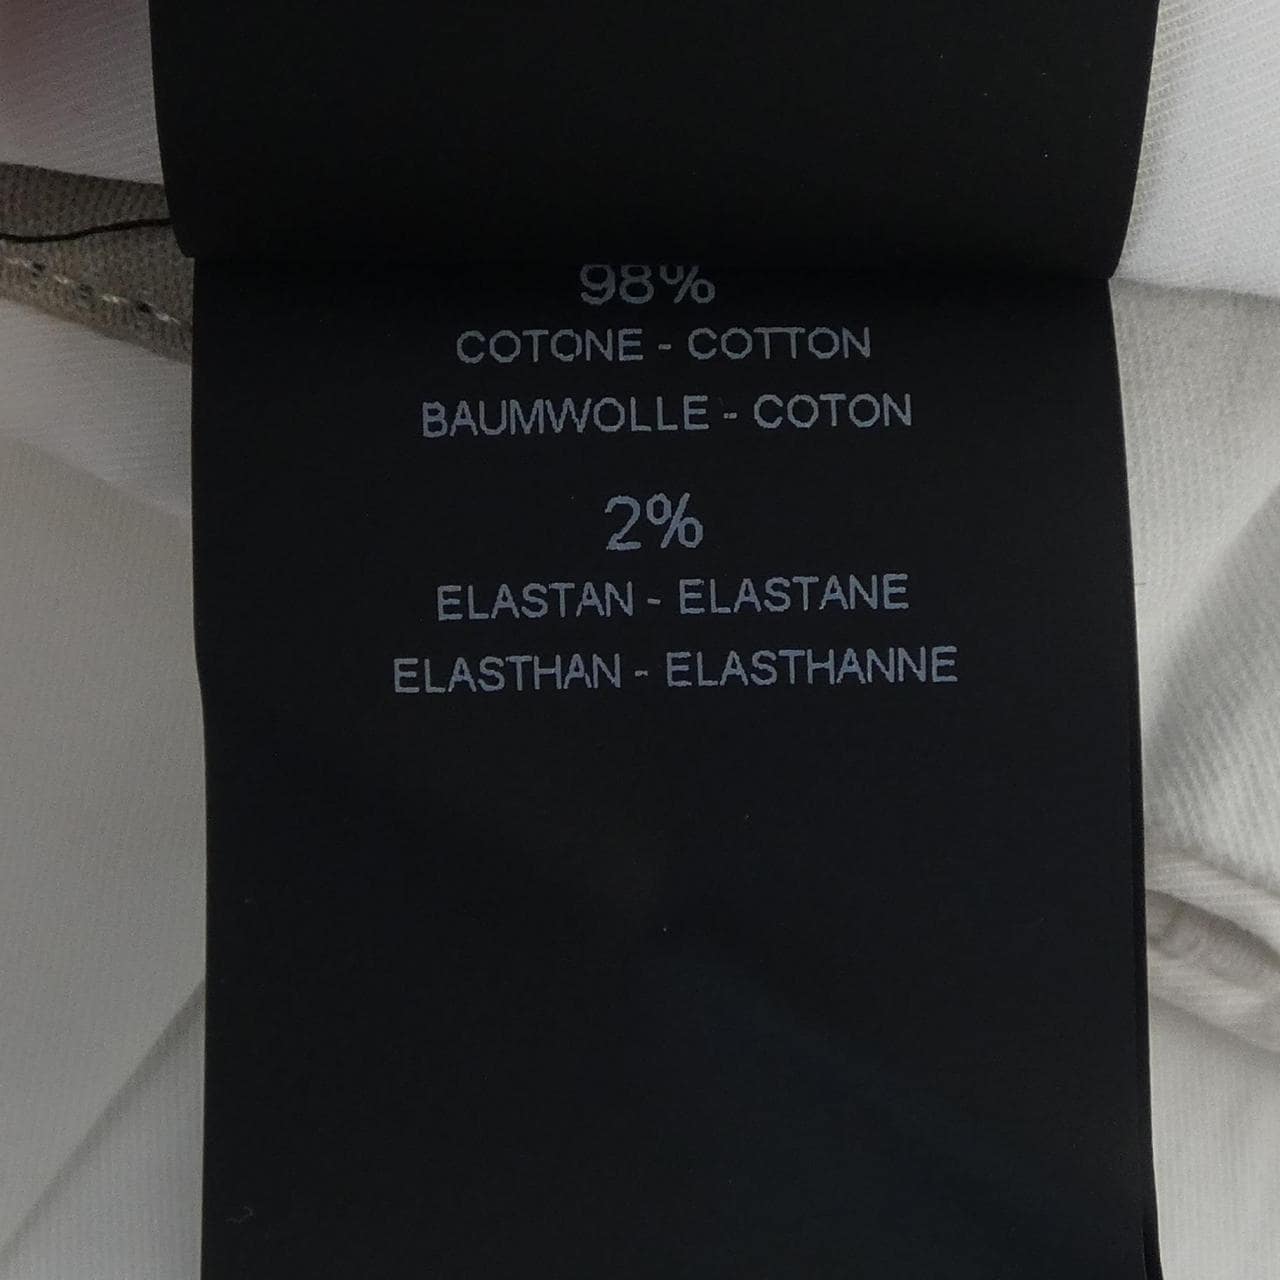 98%
COTONE - COTTON
BAUMWOLLE - COTON
2%
ELASTAN - ELASTANE
ELASTHAN - ELASTHANNE